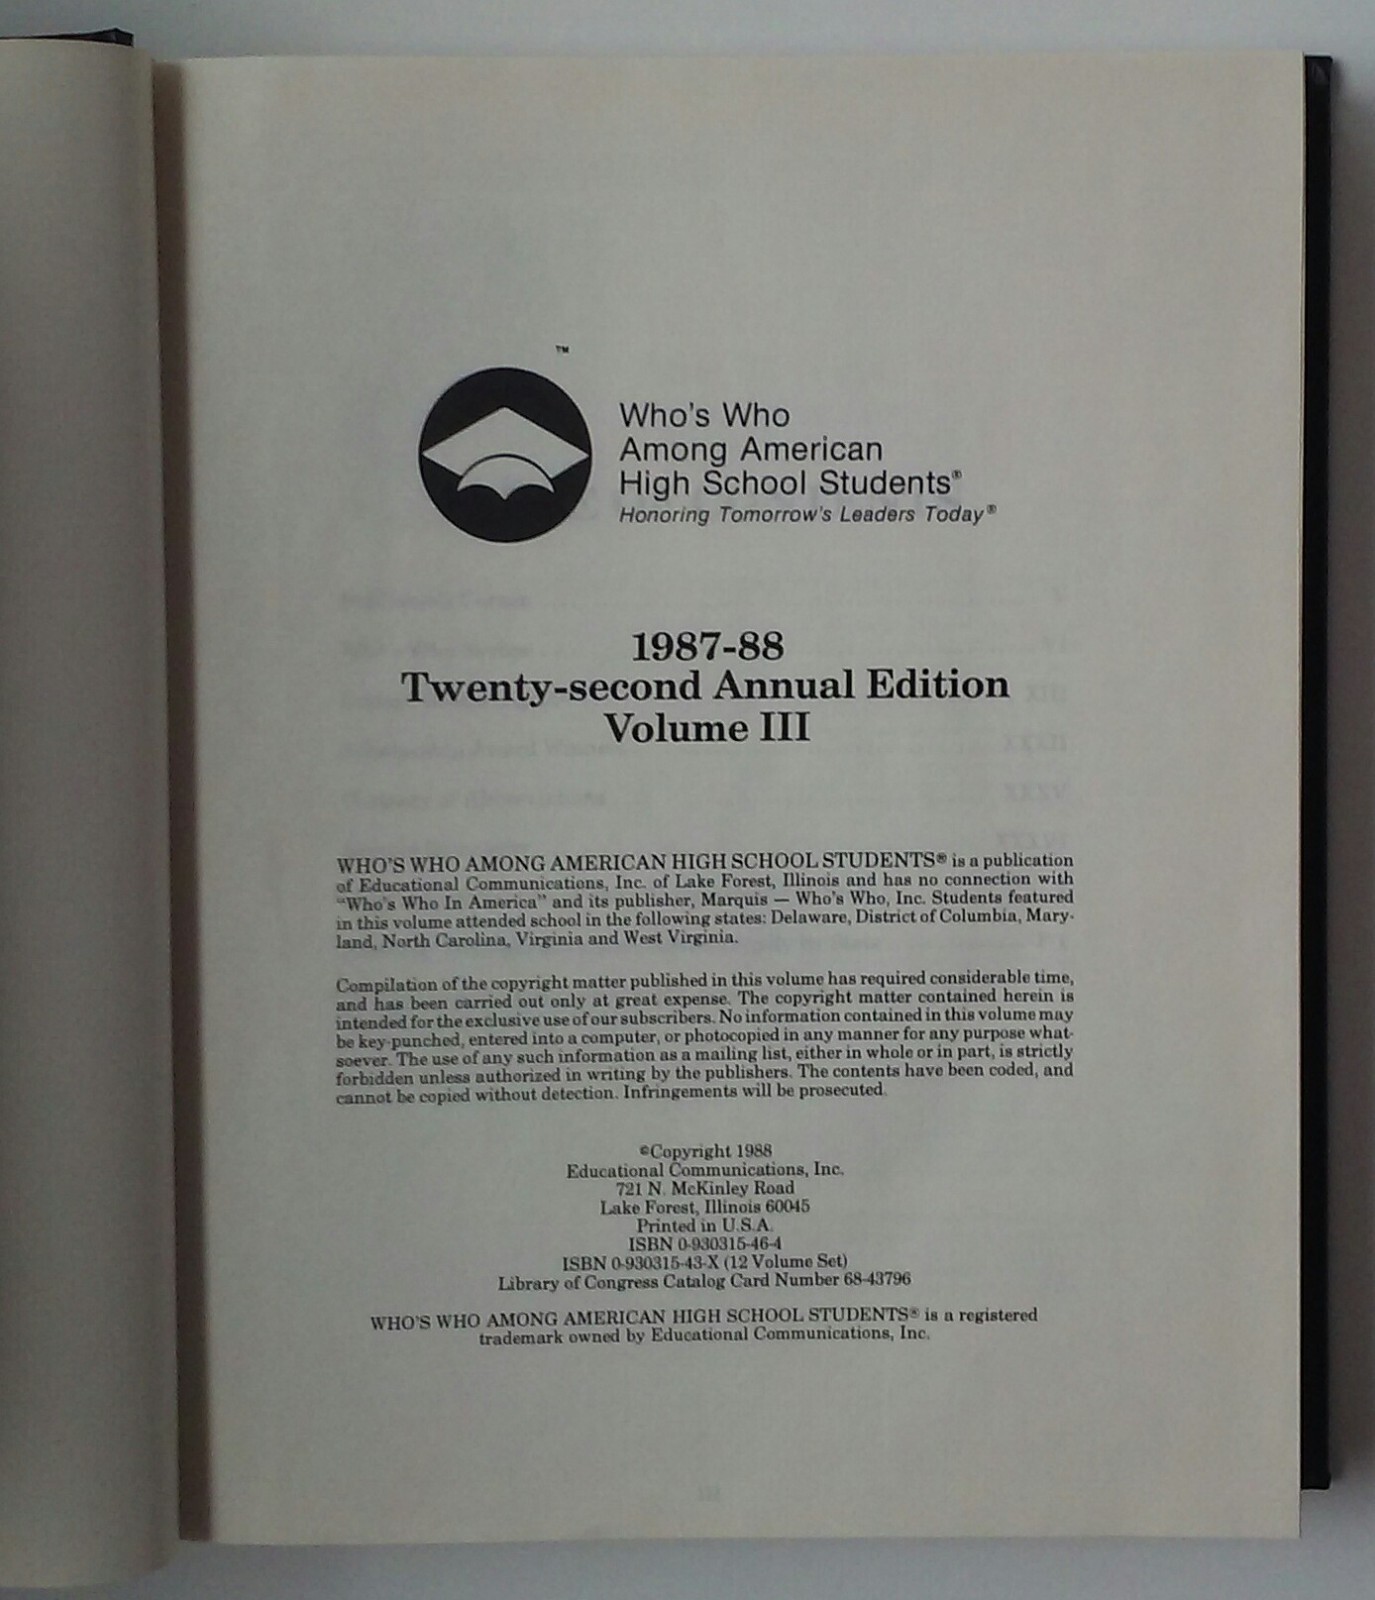 ™
Who's Who
Among American
High School Students®
Honoring Tomorrow's Leaders Today®
1987-88
Twenty-second Annual Edition
Volume III
WHO'S WHO AMONG AMERICAN HIGH SCHOOL STUDENTS® is a publication
of Educational Communications, Inc. of Lake Forest, Illinois and has no connection with
"Who's Who In America" and its publisher, Marquis — Who's Who, Inc. Students featured
in this volume attended school in the following states: Delaware, District of Columbia, Mary-
land, North Carolina, Virginia and West Virginia.
Compilation of the copyright matter published in this volume has required considerable time,
and has been carried out only at great expense. The copyright matter contained herein is
intended for the exclusive use of our subscribers. No information contained in this volume may
be key-punched, entered into a computer, or photocopied in any manner for any purpose what-
soever. The use of any such information as a mailing list, either in whole or in part, is strictly
forbidden unless authorized in writing by the publishers. The contents have been coded, and
cannot be copied without detection. Infringements will be prosecuted.
©Copyright 1988
Educational Communications, Inc.
721 N. McKinley Road
Lake Forest, Illinois 60045
Printed in U.S.A.
ISBN 0-930315-46-4
ISBN 0-930315-43-X (12 Volume Set)
Library of Congress Catalog Card Number 68-43796
WHO'S WHO AMONG AMERICAN HIGH SCHOOL STUDENTS® is a registered
trademark owned by Educational Communications, Inc.